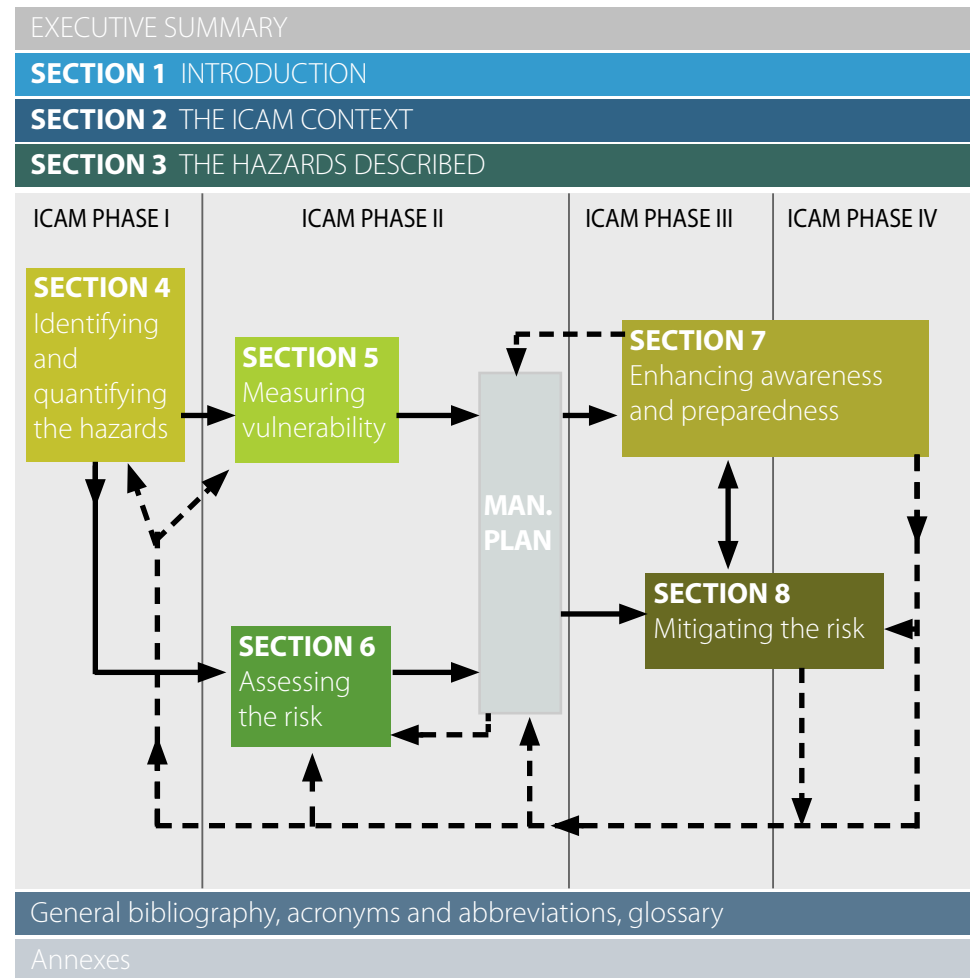 EXECUTIVE SUMMARY
SECTION 1 INTRODUCTION
SECTION 2 THE ICAM CONTEXT
SECTION 3 THE HAZARDS DESCRIBED
ICAM PHASE I
ICAM PHASE II
ICAM PHASE III
ICAM PHASE IV
SECTION 4
Identifying
and
quantifying
the hazards
SECTION 5
Measuring
vulnerability
SECTION 6
Assessing
the risk
MAN.
PLAN
SECTION 7
Enhancing awareness
and preparedness
SECTION 8
Mitigating the risk
General bibliography, acronyms and abbreviations, glossary
Annexes